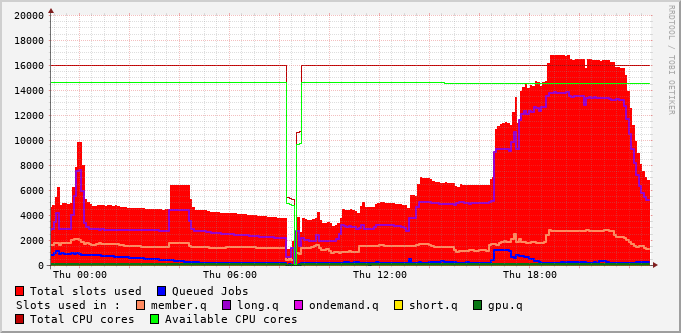 RRDTOOL / TOBI OETIKER
20000
18000
16000
14000
12000
10000
8000
6000
4000
2000
0
Thu 00:00 Thu 06:00 Thu 12:00 Thu 18:00
Total slots used Queued Jobs
Slots used in : member.q long.q ondemand.q short.q gpu.q
Total CPU cores Available CPU cores